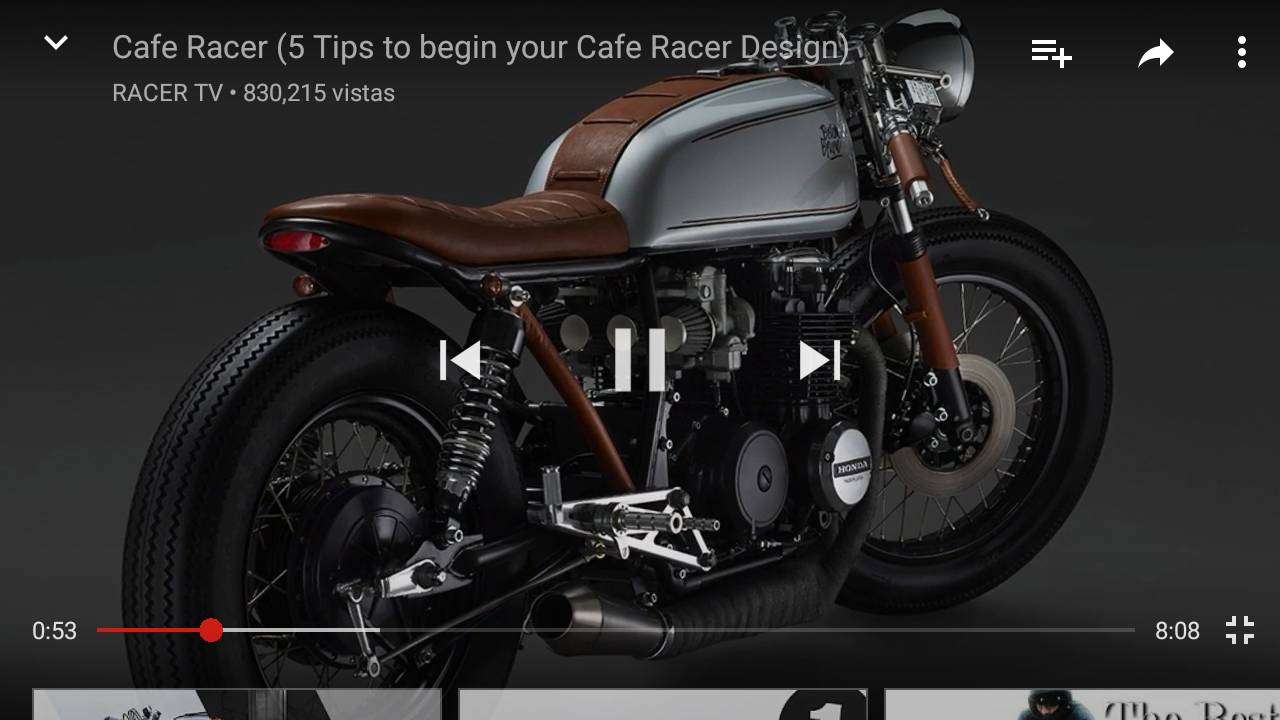 Cafe Racer (5 Tips to begin your Cafe Racer Design)
RACER TV • 830,215 vistas
HONDA
0:53
8:08
1
The Best